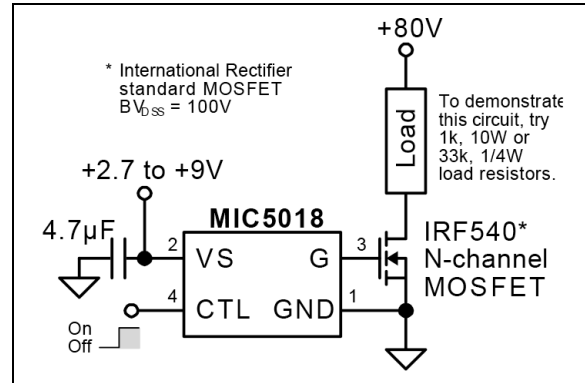 +80V
* International Rectifier
standard MOSFET
BVDSS = 100V
To demonstrate
this circuit, try
1k, 10W or
33k, 1/4W
load resistors.
Load
+2.7 to +9V
MIC5018
4.7µF
2
VS
G
3
IRF540*
N-channel
MOSFET
4
CTL
GND
1
On
Off